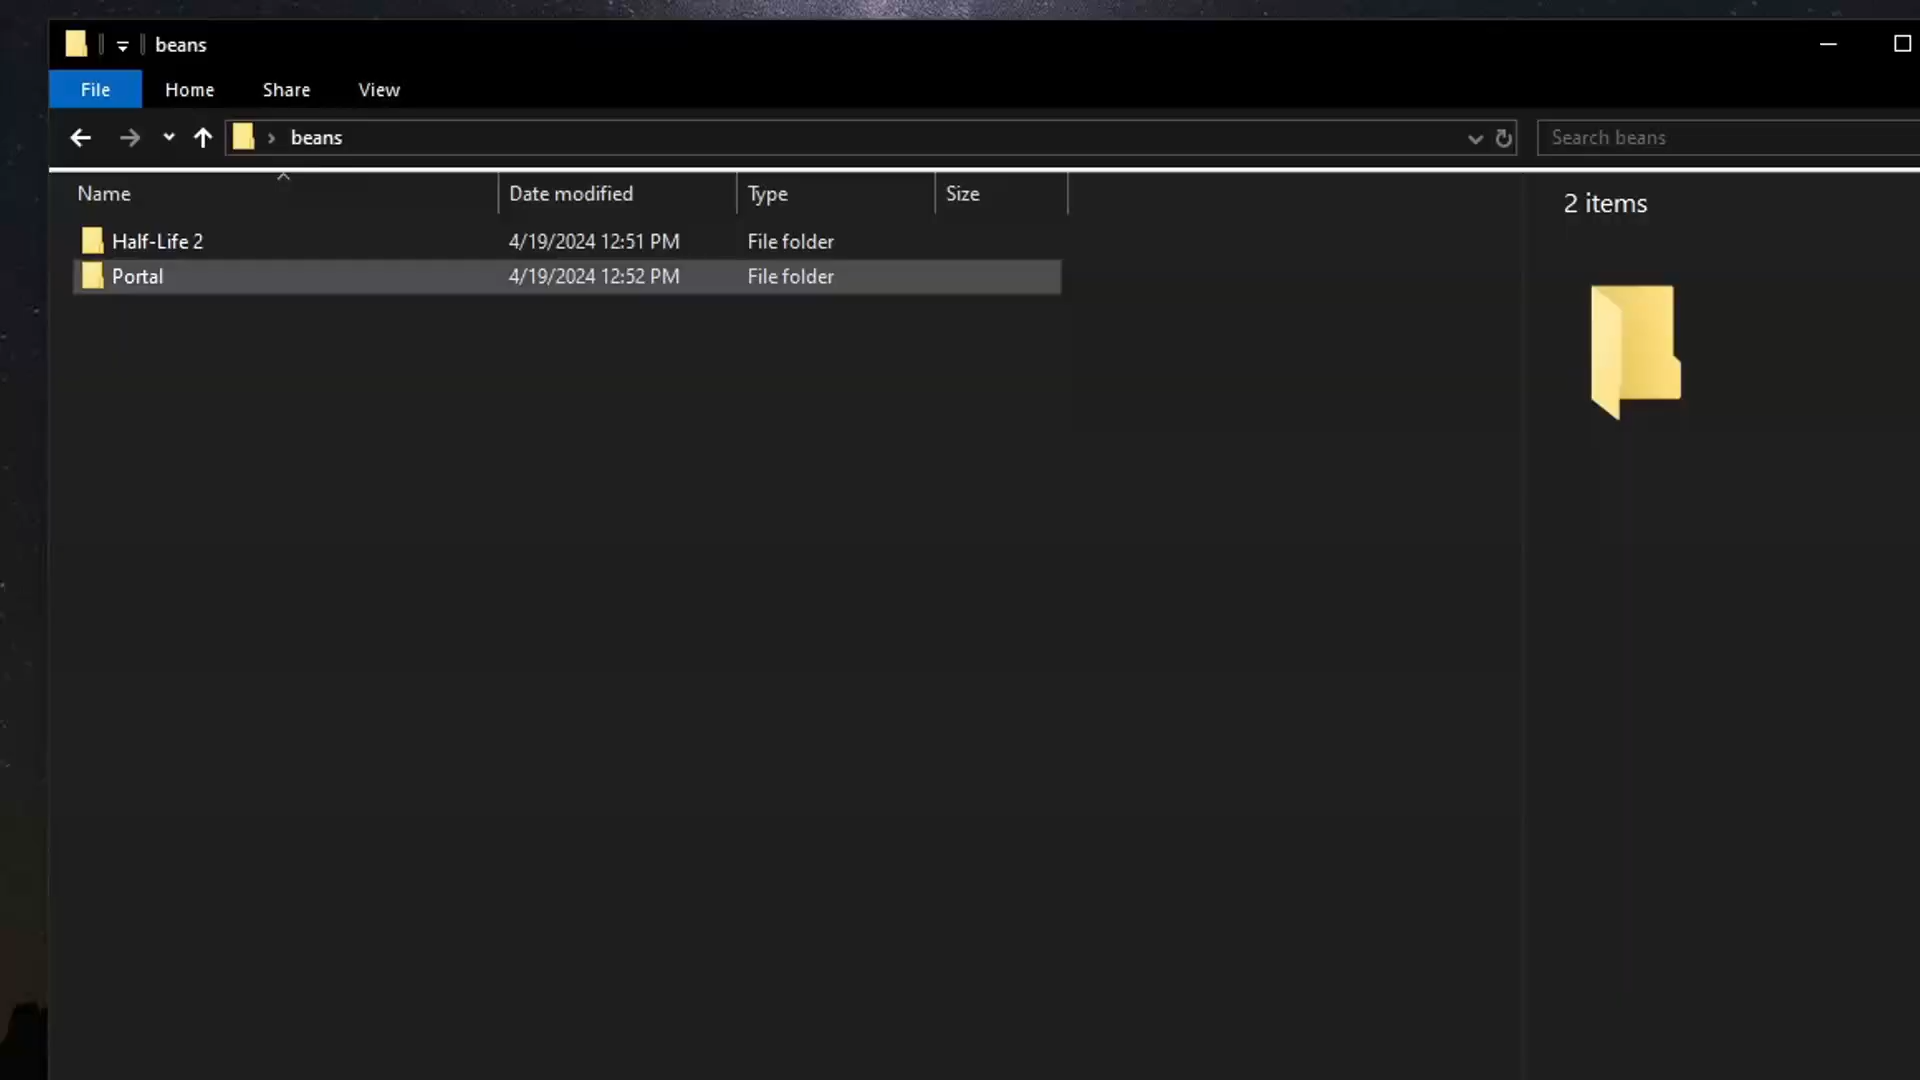 beans
File Home Share View
beans
Search beans
Name Date modified Type Size
2 items
Half-Life 2 4/19/2024 12:51 PM File folder
Portal 4/19/2024 12:52 PM File folder